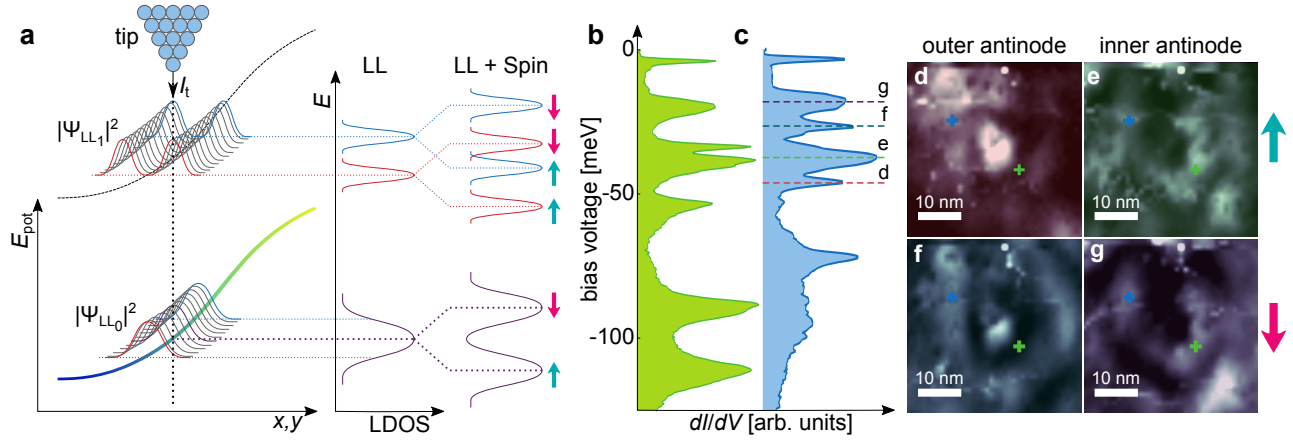 a
tip
I_t
|Ψ_LL₁|²
E_pot
|Ψ_LL₀|²
x,y
LL
LL + Spin
E
LDOS
b
c
0
-50
-100
bias voltage [meV]
g
f
e
d
dI/dV [arb. units]
outer antinode
inner antinode
d
10 nm
e
10 nm
f
10 nm
g
10 nm